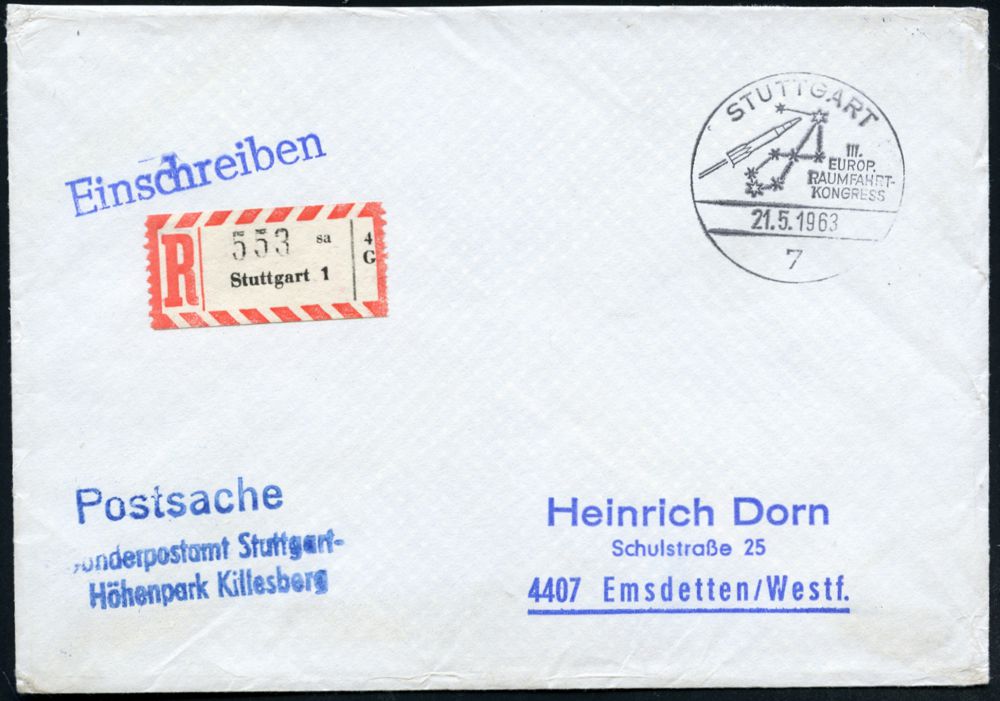 Einschreiben
R
553 sa
Stuttgart 1
4
G
STUTTGART
III.
EUROP.
RAUMFAHRT-
KONGRESS
21.5.1963
7
Postsache
onderpostamt Stuttgart-
Höhenpark Killesberg
Heinrich Dorn
Schulstraße 25
4407 Emsdetten/Westf.